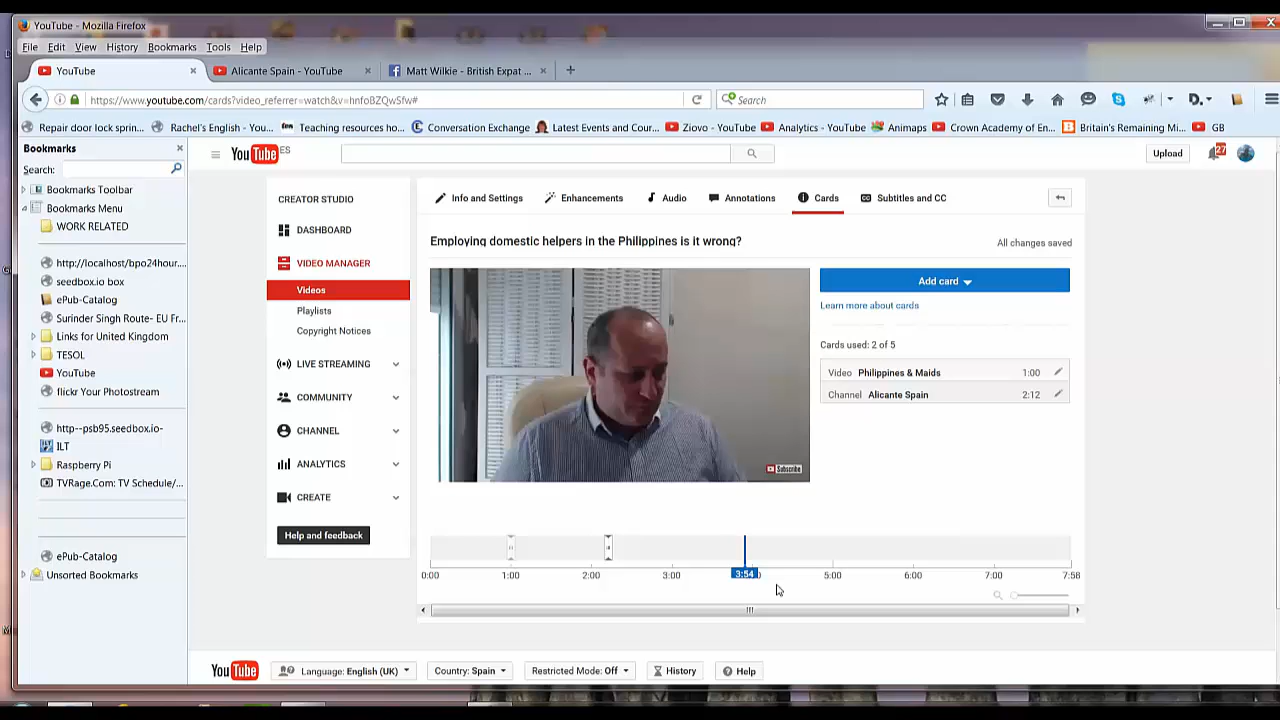 YouTube - Mozilla Firefox
File Edit View History Bookmarks Tools Help
YouTube × Alicante Spain - YouTube × Matt Wilkie - British Expat ... × +
https://www.youtube.com/cards?video_referrer=watch&v=hnfoBZQwSfw# Search
Repair door lock sprin... Rachel's English - You... Teaching resources ho... Conversation Exchange Latest Events and Cour... Ziovo - YouTube Analytics - YouTube Animaps Crown Academy of En... Britain's Remaining Mi... GB
Bookmarks
Search:
Bookmarks Toolbar
Bookmarks Menu
WORK RELATED
http://localhost/bpo24hour....
seedbox.io box
ePub-Catalog
Surinder Singh Route- EU Fr...
Links for United Kingdom
TESOL
YouTube
flickr Your Photostream
http--psb95.seedbox.io-
ILT
Raspberry Pi
TVRage.Com: TV Schedule/...
ePub-Catalog
Unsorted Bookmarks
YouTube ES
Upload 27
CREATOR STUDIO
DASHBOARD
VIDEO MANAGER
Videos
Playlists
Copyright Notices
LIVE STREAMING
COMMUNITY
CHANNEL
ANALYTICS
CREATE
Help and feedback
Info and Settings Enhancements Audio Annotations Cards Subtitles and CC
Employing domestic helpers in the Philippines is it wrong?
All changes saved
Subscribe
Add card
Learn more about cards
Cards used: 2 of 5
Video Philippines & Maids 1:00
Channel Alicante Spain 2:12
3:54
0:00 1:00 2:00 3:00 5:00 6:00 7:00 7:58
YouTube Language: English (UK) Country: Spain Restricted Mode: Off History Help